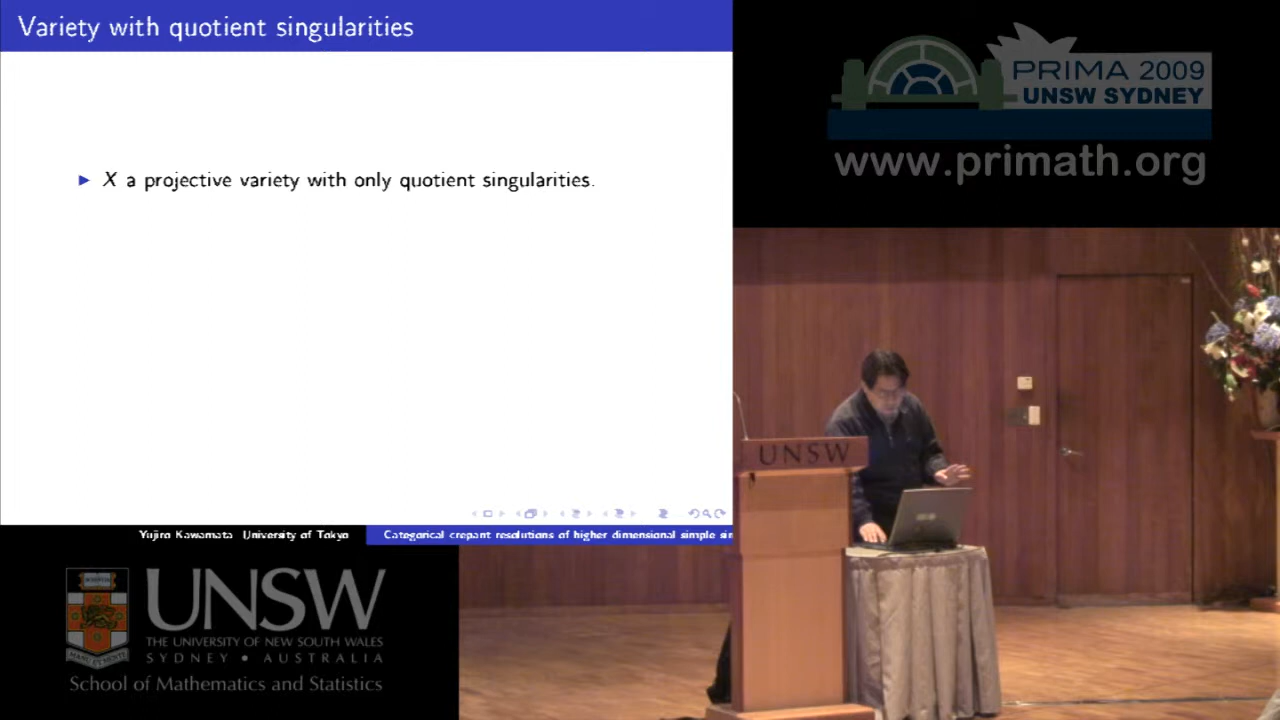 Variety with quotient singularities
► X a projective variety with only quotient singularities.
Yujiro Kawamata University of Tokyo
Categorical crepant resolutions of higher dimensional simple sin
PRIMA 2009
UNSW SYDNEY
www.primath.org
UNSW
UNSW
THE UNIVERSITY OF NEW SOUTH WALES
SYDNEY • AUSTRALIA
School of Mathematics and Statistics